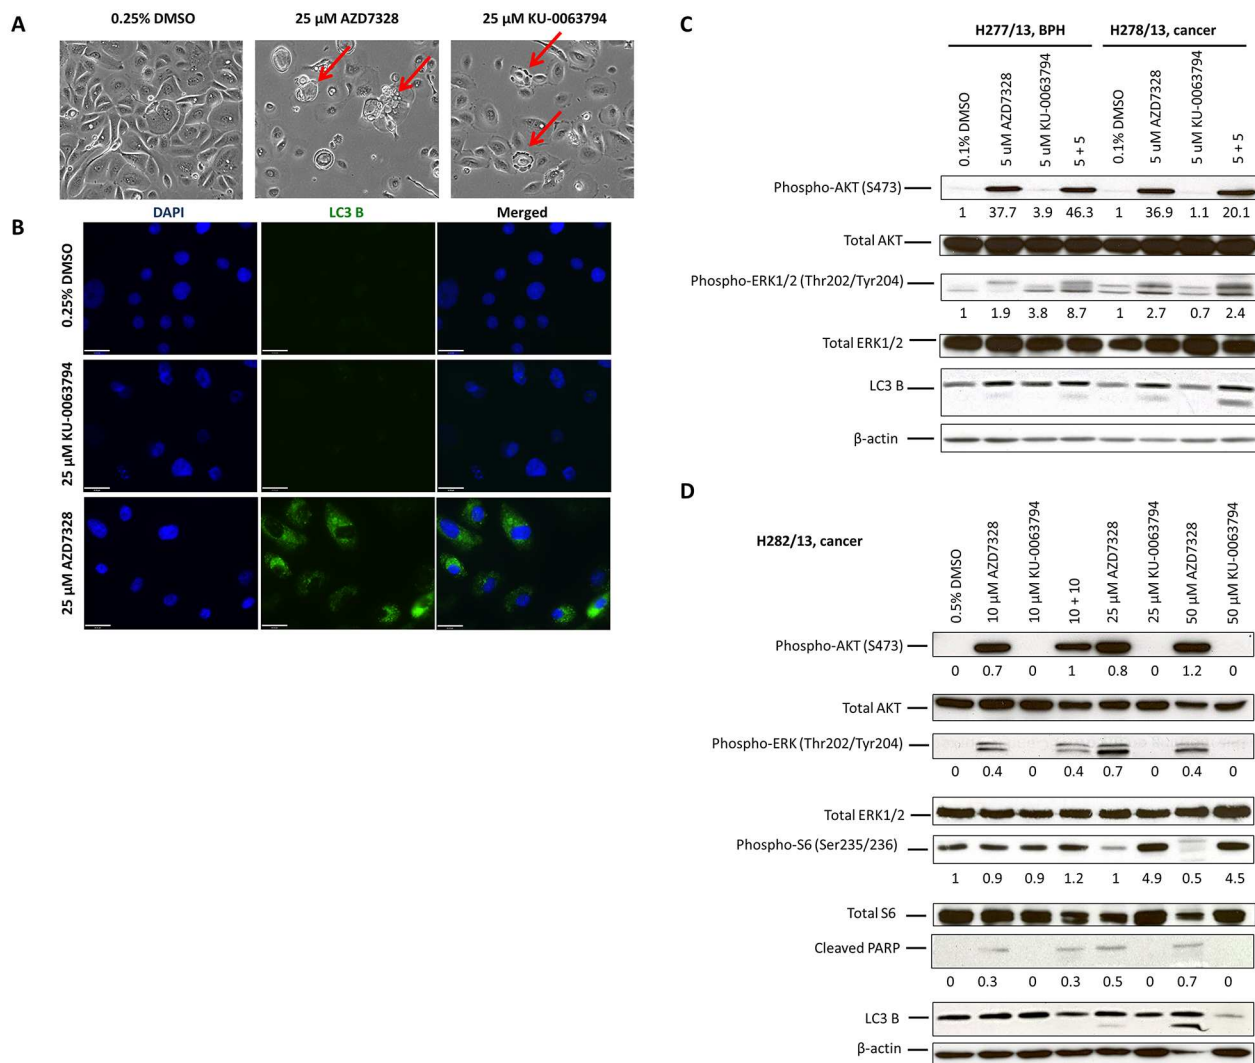 A
0.25% DMSO
25 µM AZD7328
25 µM KU-0063794
B
DAPI
LC3 B
Merged
0.25% DMSO
25 µM KU-0063794
25 µM AZD7328
C
H277/13, BPH
H278/13, cancer
0.1% DMSO
5 uM AZD7328
5 uM KU-0063794
5 + 5
0.1% DMSO
5 uM AZD7328
5 uM KU-0063794
5 + 5
Phospho-AKT (S473)
1 37.7 3.9 46.3 1 36.9 1.1 20.1
Total AKT
Phospho-ERK1/2 (Thr202/Tyr204)
1 1.9 3.8 8.7 1 2.7 0.7 2.4
Total ERK1/2
LC3 B
β-actin
D
H282/13, cancer
0.5% DMSO
10 µM AZD7328
10 µM KU-0063794
10 + 10
25 µM AZD7328
25 µM KU-0063794
50 µM AZD7328
50 µM KU-0063794
Phospho-AKT (S473)
0 0.7 0 1 0.8 0 1.2 0
Total AKT
Phospho-ERK (Thr202/Tyr204)
0 0.4 0 0.4 0.7 0 0.4 0
Total ERK1/2
Phospho-S6 (Ser235/236)
1 0.9 0.9 1.2 1 4.9 0.5 4.5
Total S6
Cleaved PARP
0 0.3 0 0.3 0.5 0 0.7 0
LC3 B
β-actin